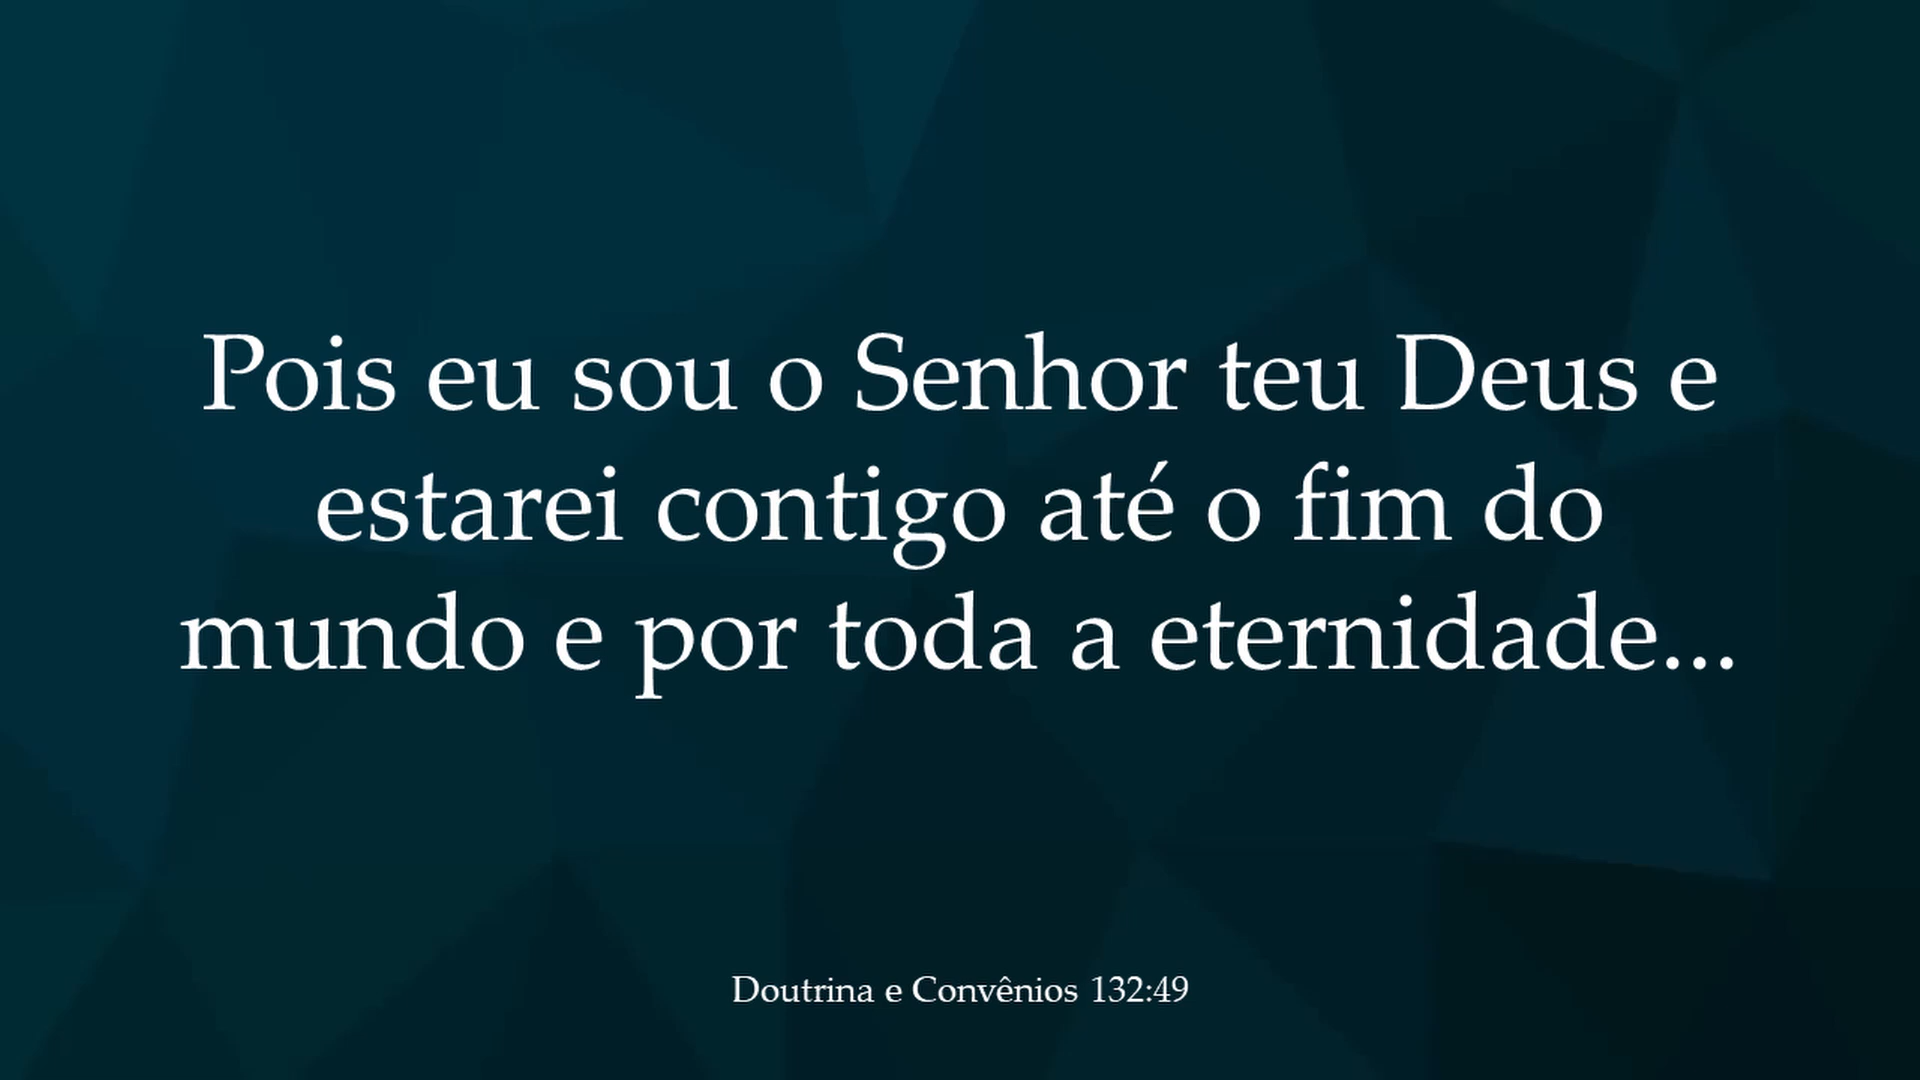 Pois eu sou o Senhor teu Deus e
estarei contigo até o fim do
mundo e por toda a eternidade...
Doutrina e Convênios 132:49